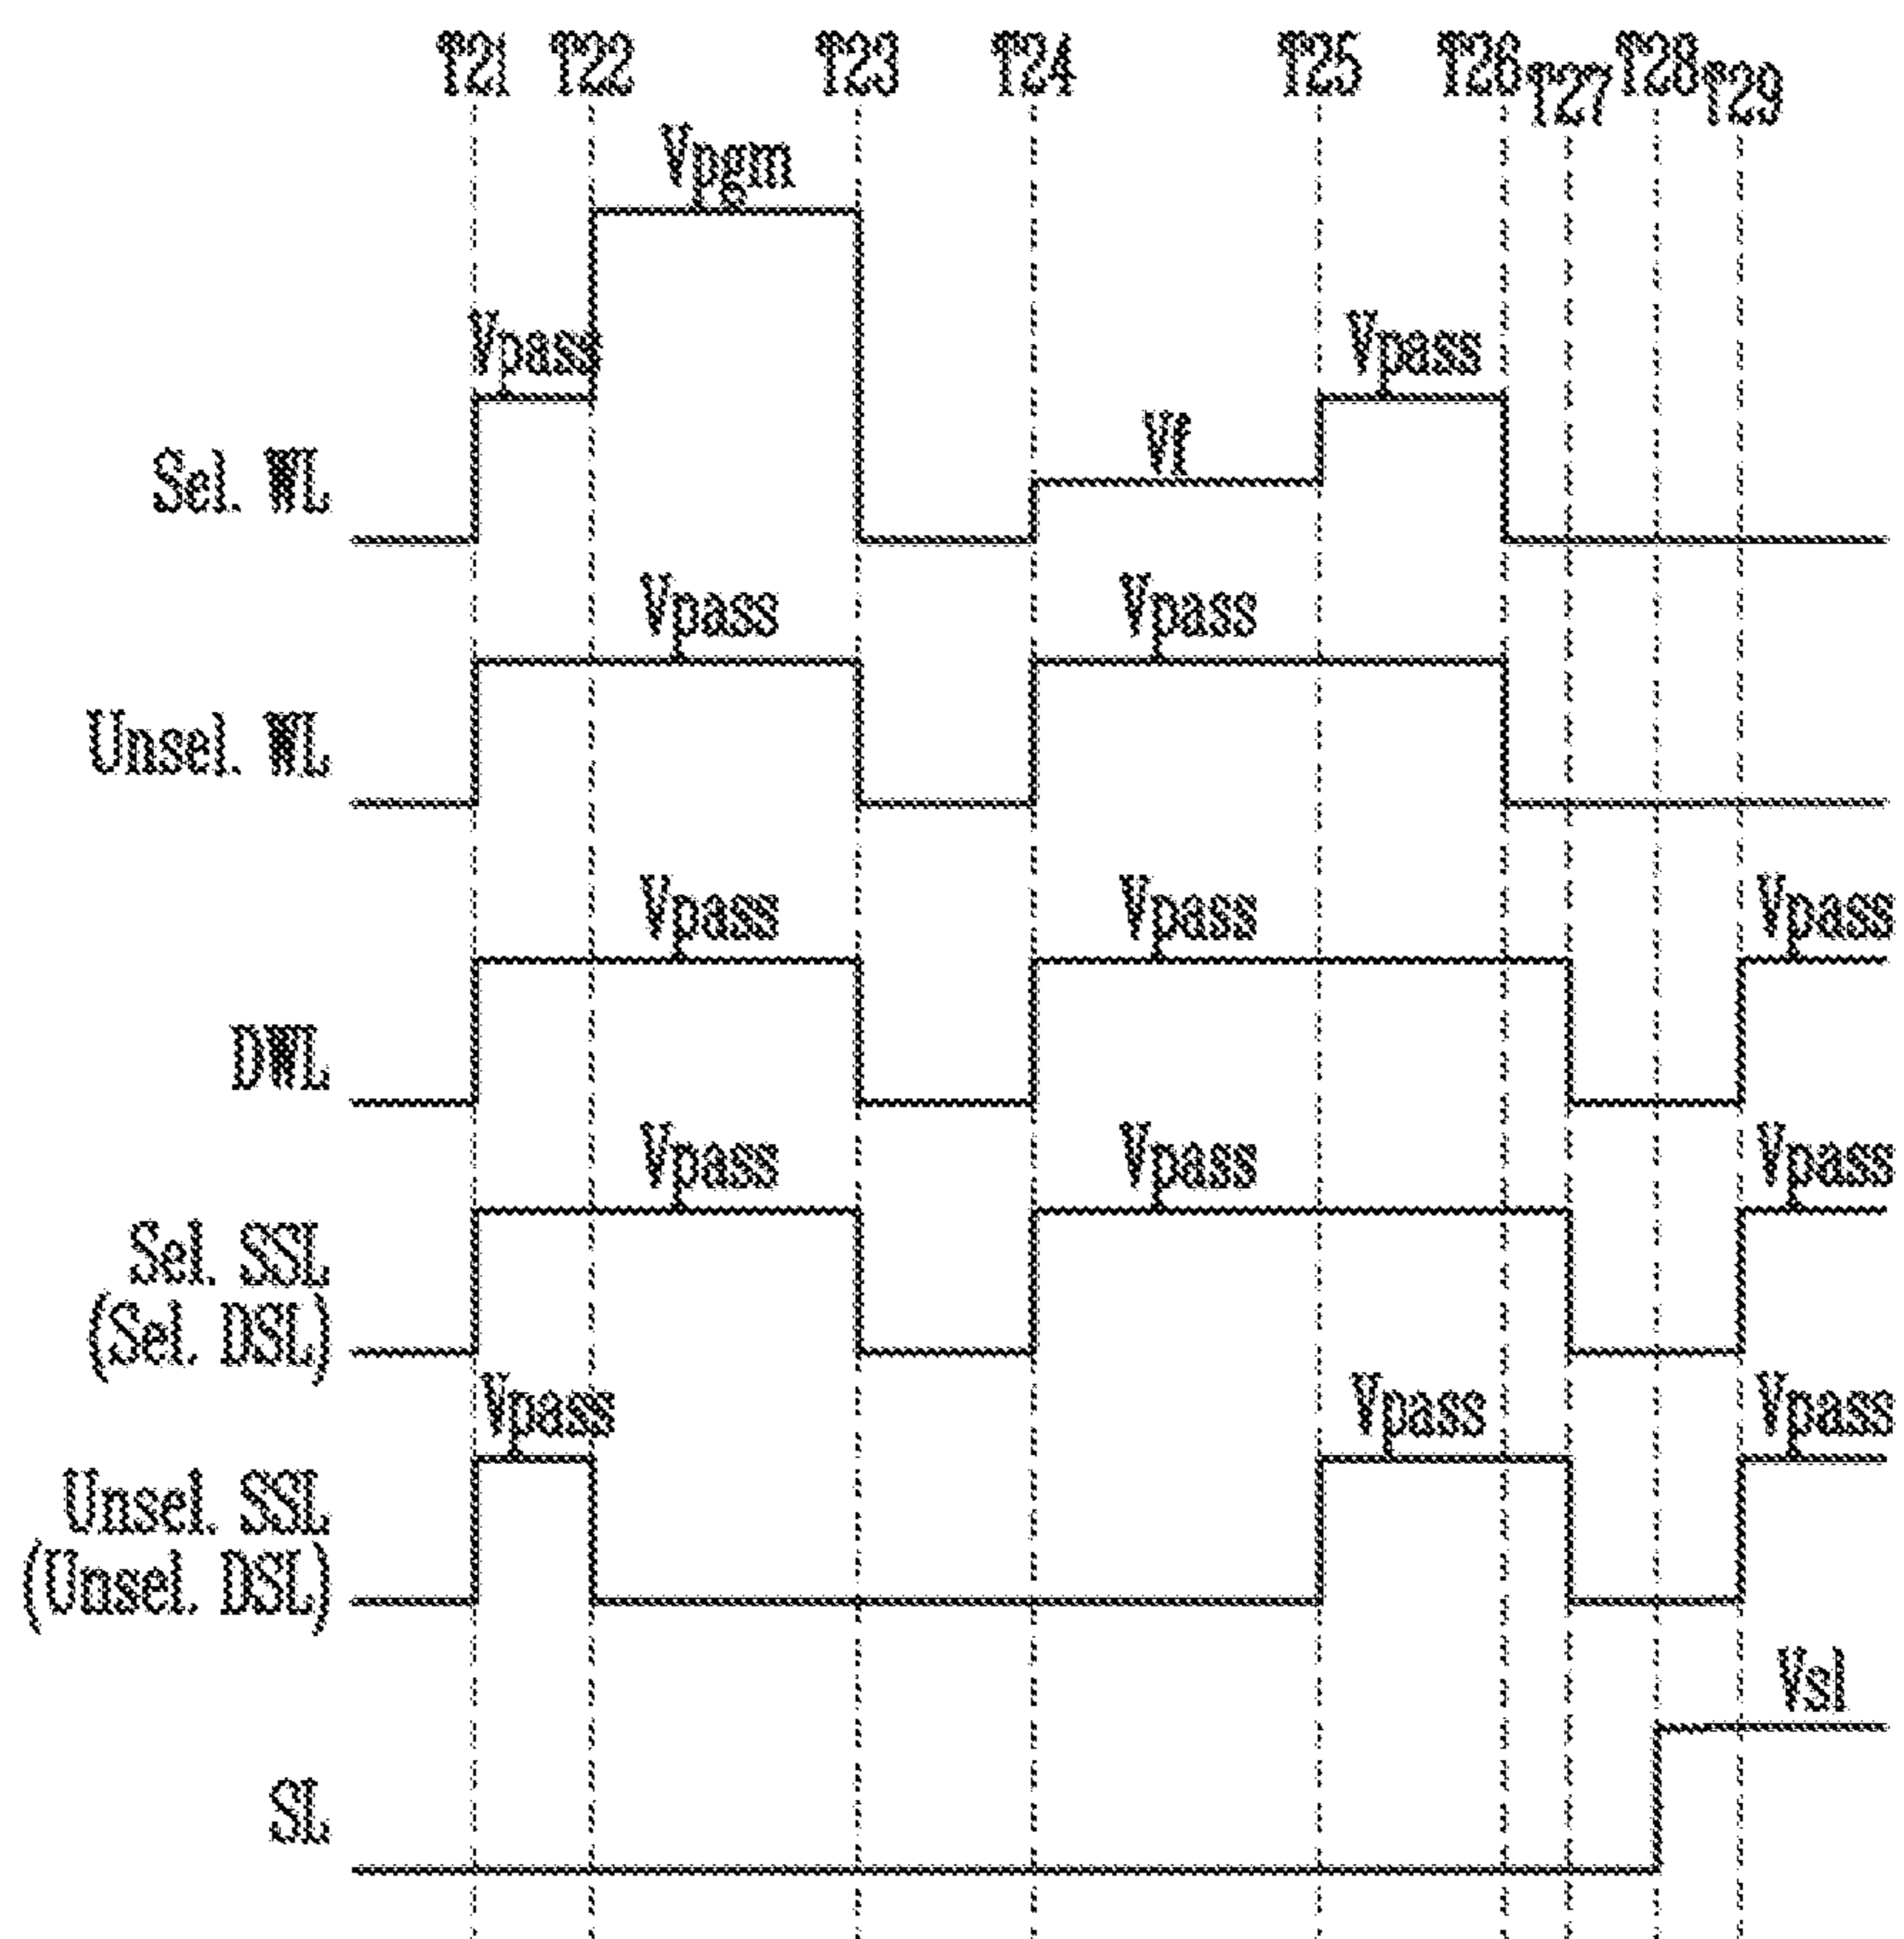 T21 T22 T23 T24 T25 T26 T27 T28 T29
Vpgm
Vpass Vpass
Vf
Sel. WL
Vpass Vpass
Unsel. WL
Vpass Vpass Vpass
DWL
Vpass Vpass Vpass
Sel. SSL
(Sel. DSL)
Vpass Vpass Vpass
Unsel. SSL
(Unsel. DSL)
Vsl
SL